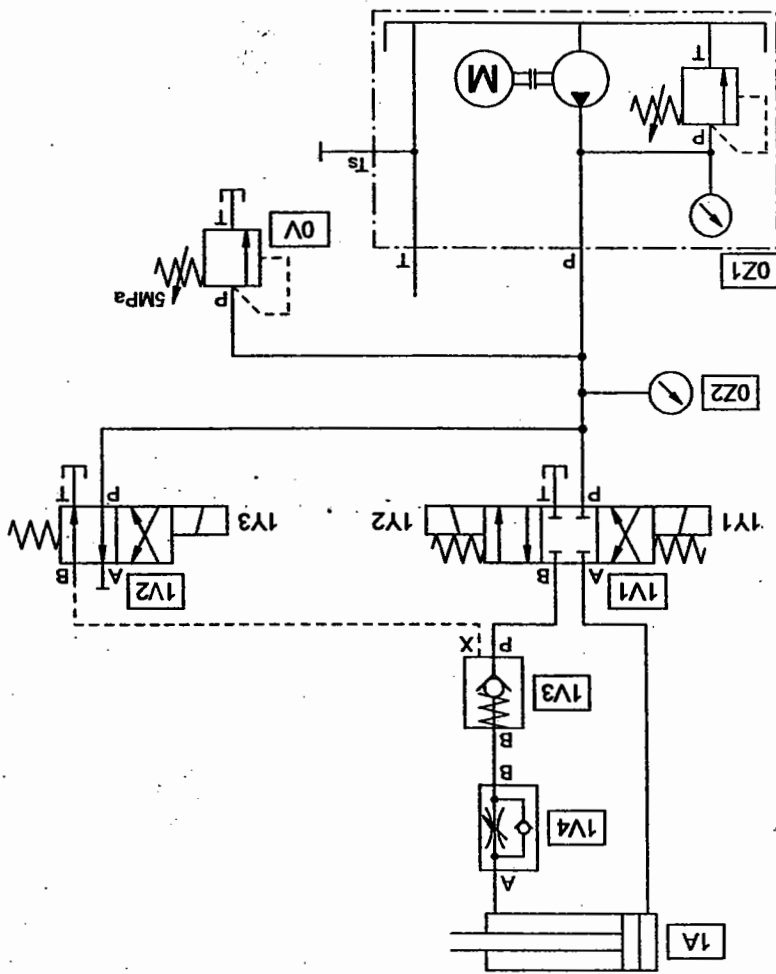 1A
A
1V4
B
B
1V3
P X
1V1 1V2
A B A B
1Y1 1Y2 1Y3
P T P T
0Z2
P 5MPa
0V
T
0Z1 P T
Ts
P
M
T